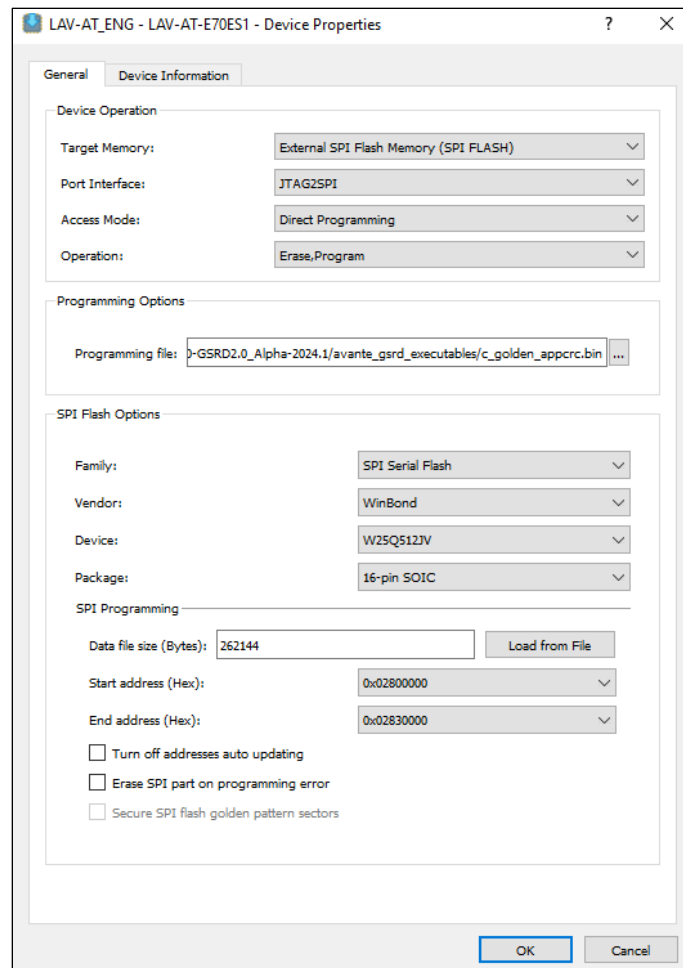 LAV-AT_ENG - LAV-AT-E70ES1 - Device Properties ? ×
General Device Information
Device Operation
Target Memory: External SPI Flash Memory (SPI FLASH)
Port Interface: JTAG2SPI
Access Mode: Direct Programming
Operation: Erase,Program
Programming Options
Programming file: -GSRD2.0_Alpha-2024.1/avante_gsrd_executables/c_golden_appcrc.bin ...
SPI Flash Options
Family: SPI Serial Flash
Vendor: WinBond
Device: W25Q512JV
Package: 16-pin SOIC
SPI Programming
Data file size (Bytes): 262144 Load from File
Start address (Hex): 0x02800000
End address (Hex): 0x02830000
Turn off addresses auto updating
Erase SPI part on programming error
Secure SPI flash golden pattern sectors
OK Cancel